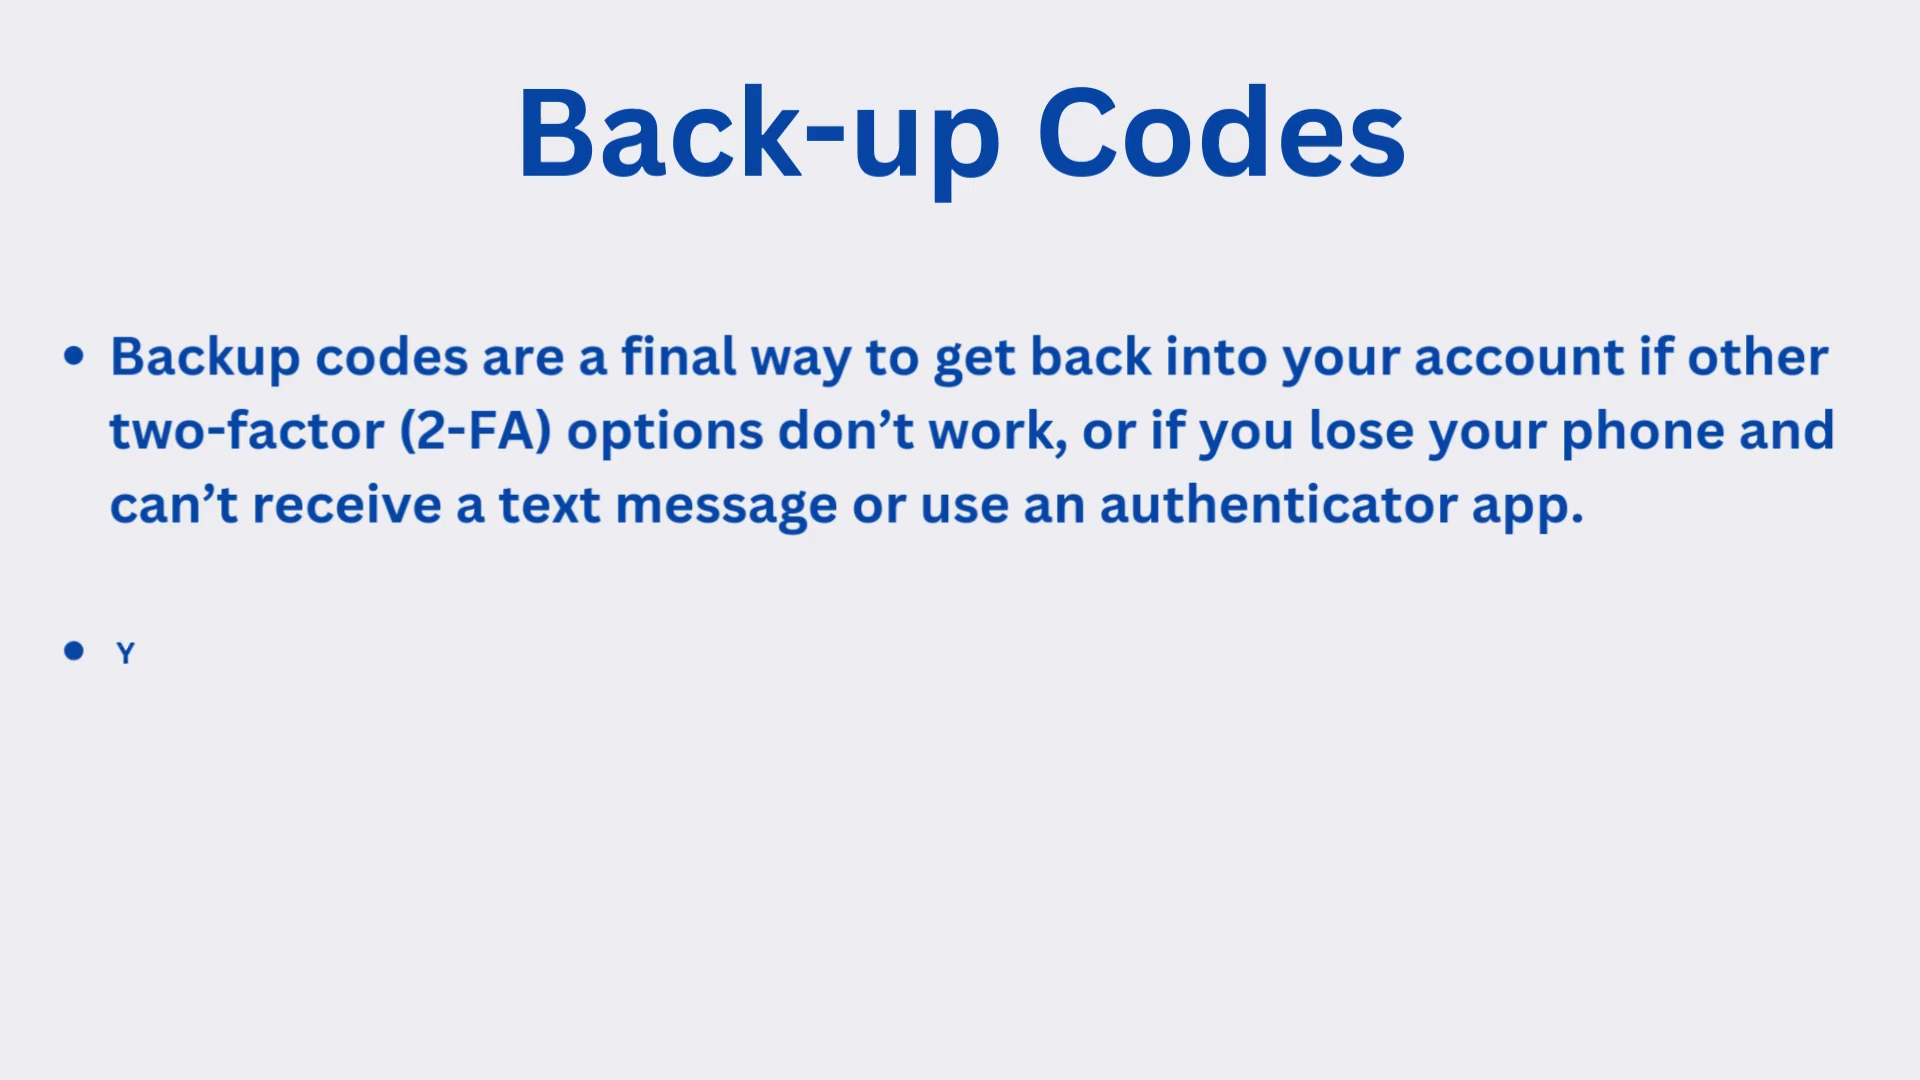 Back-up Codes
• Backup codes are a final way to get back into your account if other
two-factor (2-FA) options don’t work, or if you lose your phone and
can’t receive a text message or use an authenticator app.
• Y